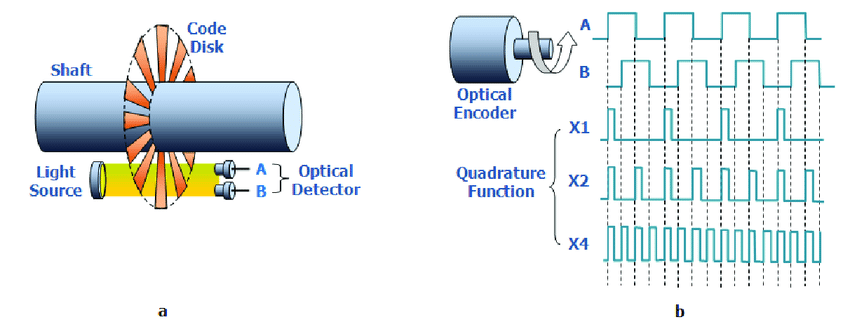 Code
Disk
Shaft
Light
Source
A
B
Optical
Detector
a
Optical
Encoder
A
B
Quadrature
Function
X1
X2
X4
b